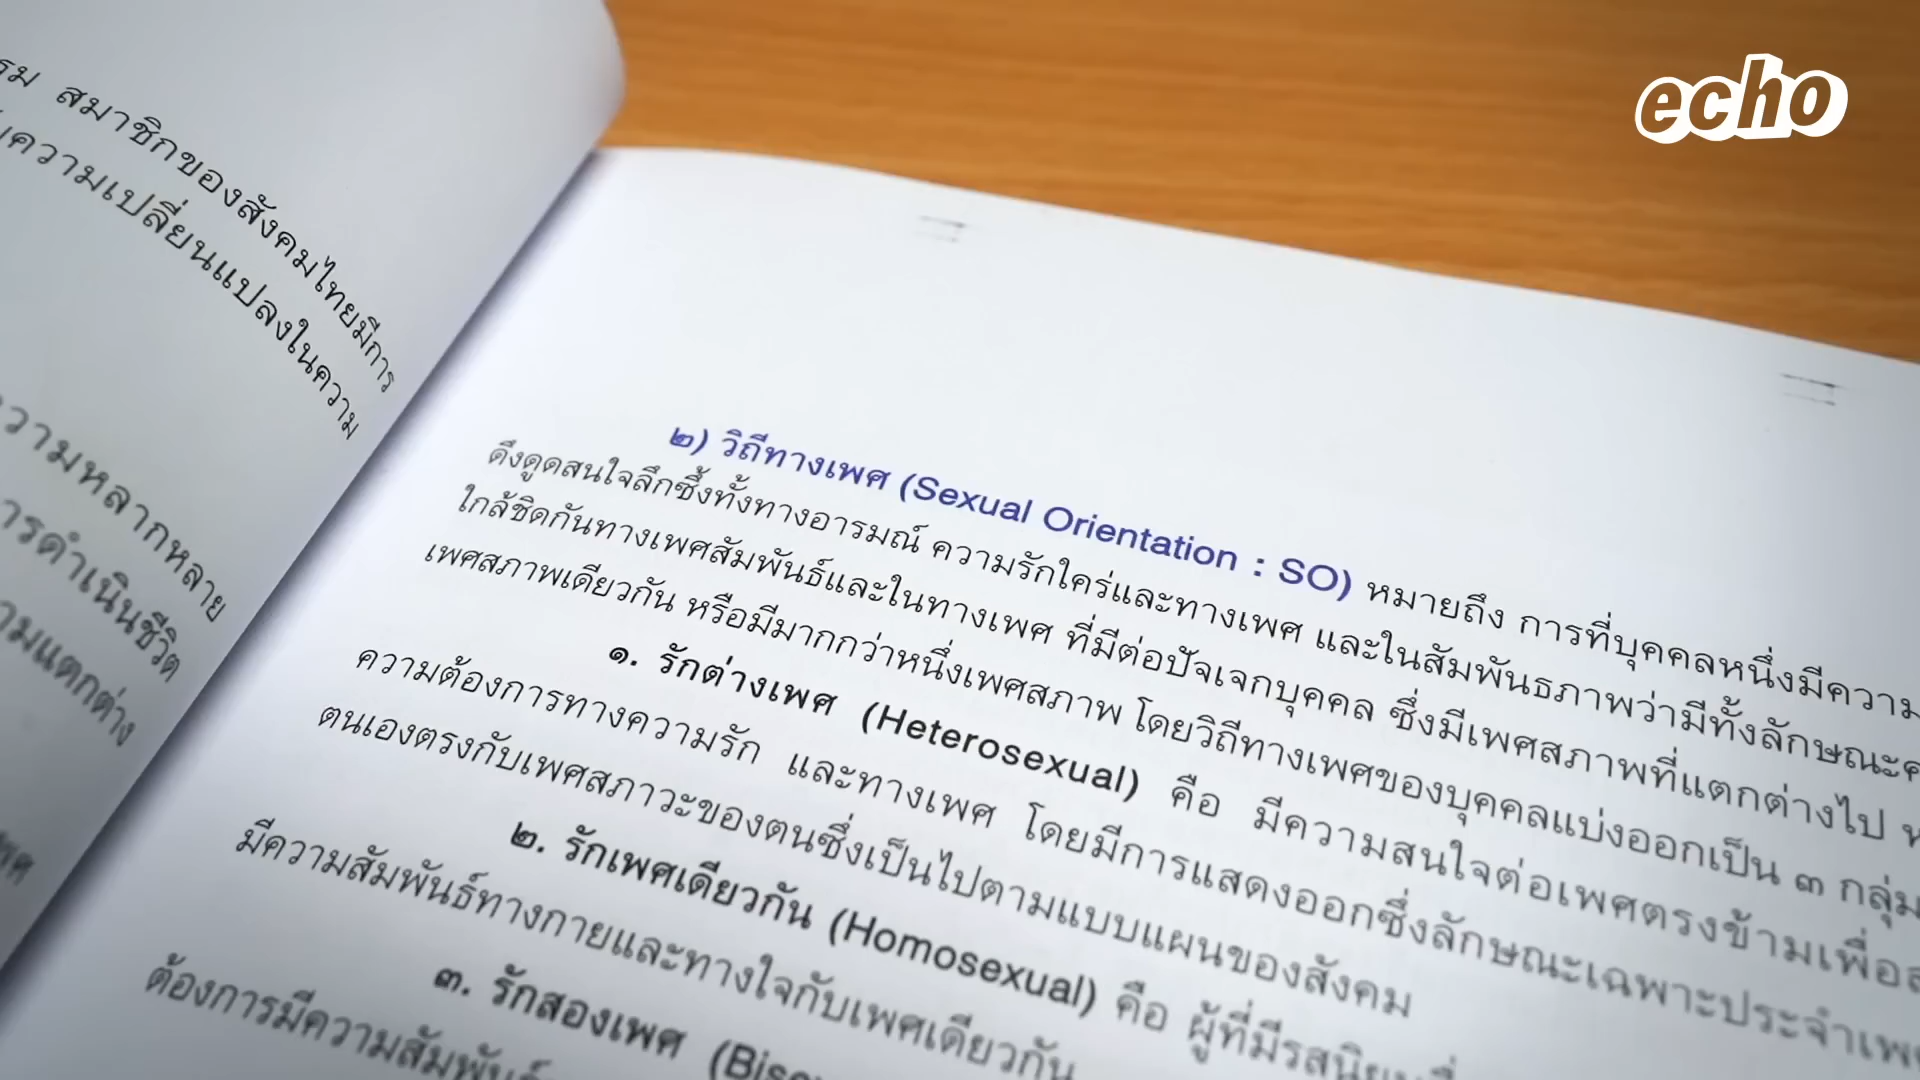 echo
สมาชิกของสังคมไทยมีการ
ความเปลี่ยนแปลงในความ
ความหลากหลาย
การดำเนินชีวิต
ความแตกต่าง
๒) วิถีทางเพศ (Sexual Orientation : SO) หมายถึง การที่บุคคลหนึ่งมีความ
ดึงดูดสนใจลึกซึ้งทั้งทางอารมณ์ ความรักใคร่และทางเพศ และในสัมพันธภาพว่ามีทั้งลักษณะ
ใกล้ชิดกันทางเพศสัมพันธ์และในทางเพศ ที่มีต่อปัจเจกบุคคล ซึ่งมีเพศสภาพที่แตกต่างไป
เพศสภาพเดียวกัน หรือมีมากกว่าหนึ่งเพศสภาพ โดยวิถีทางเพศของบุคคลแบ่งออกเป็น ๓ กลุ่ม
๑. รักต่างเพศ (Heterosexual) คือ มีความสนใจต่อเพศตรงข้ามเพื่อ
ความต้องการทางความรัก และทางเพศ โดยมีการแสดงออกซึ่งลักษณะเฉพาะประจำเพศ
ตนเองตรงกับเพศสภาวะของตนซึ่งเป็นไปตามแบบแผนของสังคม
๒. รักเพศเดียวกัน (Homosexual) คือ ผู้ที่มีรสนิยม
มีความสัมพันธ์ทางกายและทางใจกับเพศเดียวกัน
๓. รักสองเพศ
ต้องการมีความสัมพันธ์